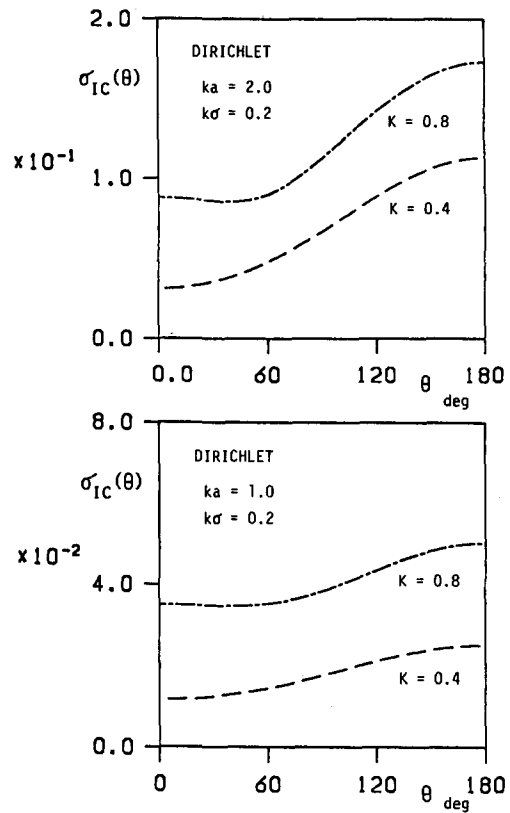 2.0
DIRICHLET
σIC(θ)
ka = 2.0
kσ = 0.2
K = 0.8
×10⁻¹
1.0
K = 0.4
0.0
0.0 60 120 θ deg 180
8.0
DIRICHLET
σIC(θ)
ka = 1.0
kσ = 0.2
×10⁻²
4.0
K = 0.8
K = 0.4
0.0
0 60 120 θ deg 180